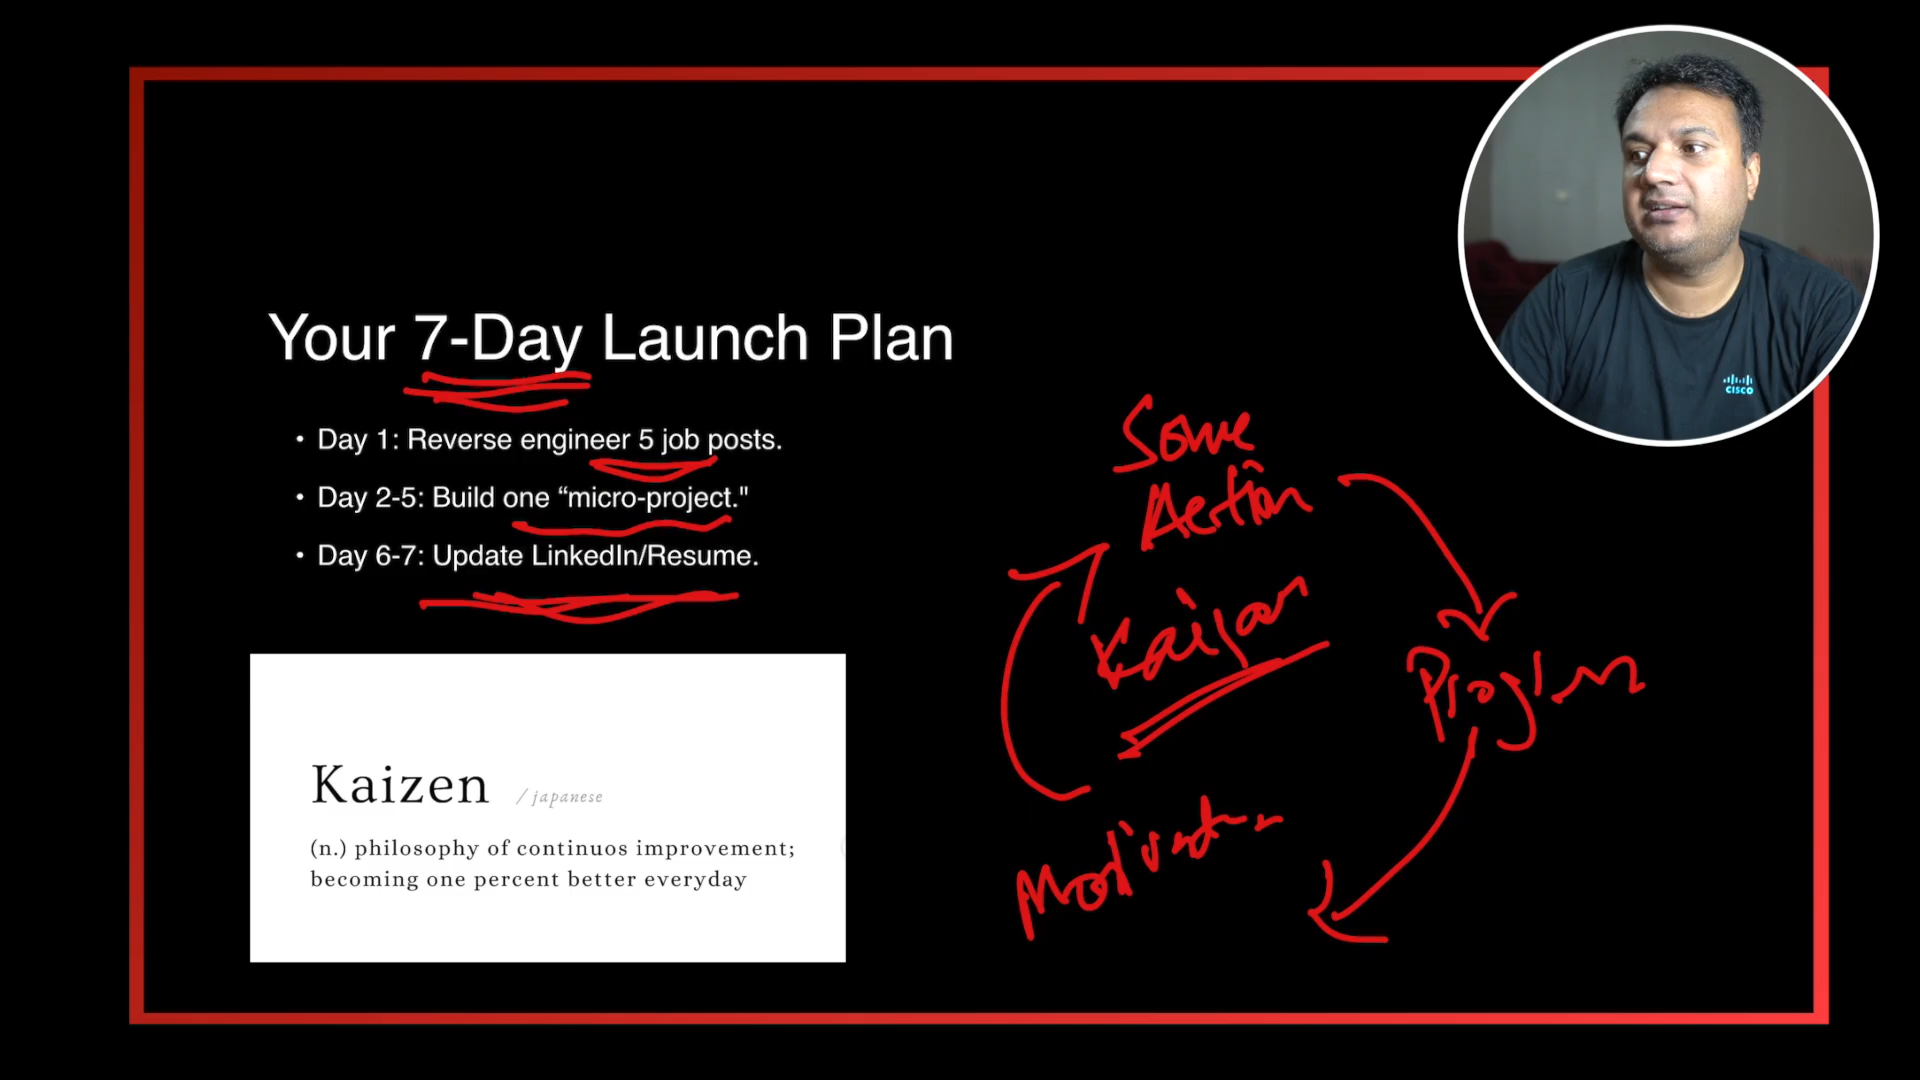 Your 7-Day Launch Plan
• Day 1: Reverse engineer 5 job posts.
• Day 2-5: Build one “micro-project."
• Day 6-7: Update LinkedIn/Resume.
Kaizen / japanese
(n.) philosophy of continuos improvement;
becoming one percent better everyday
Some
Action
Kaizen
CISCO